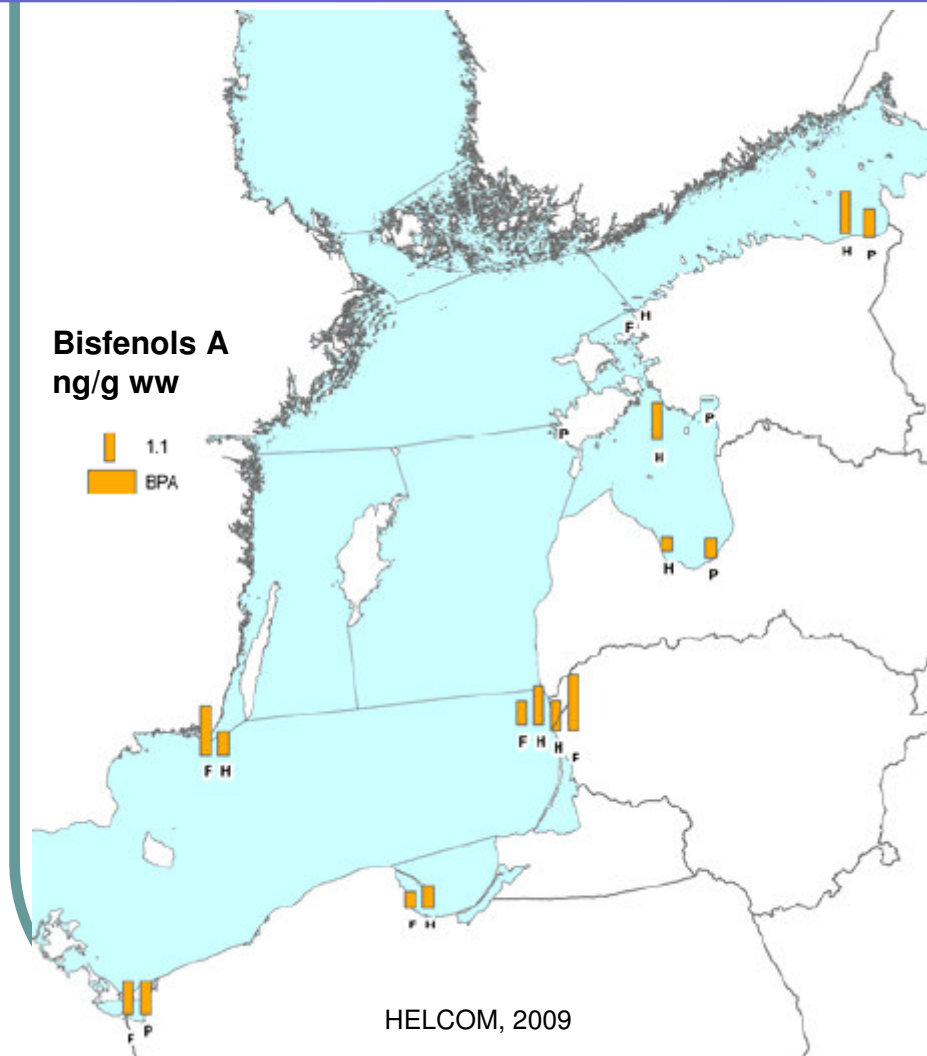 Bisfenols A
ng/g ww
1.1
BPA
H P
H
F
P
P
H
H P
F H H F
F H
F H
F P
HELCOM, 2009